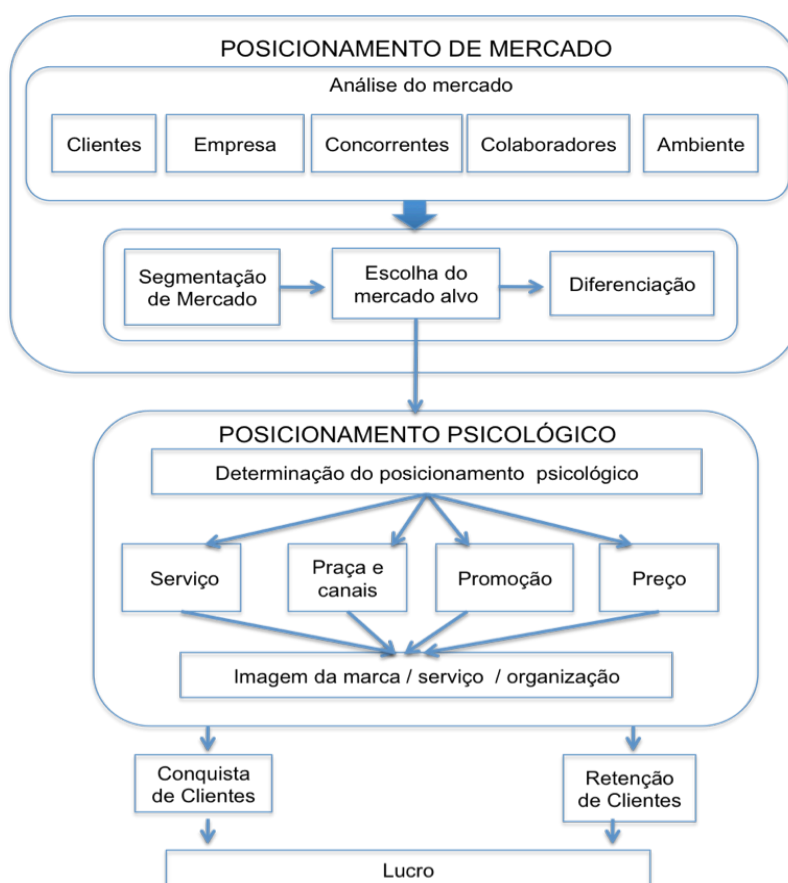 POSICIONAMENTO DE MERCADO
Análise do mercado
Clientes
Empresa
Concorrentes
Colaboradores
Ambiente
Segmentação
de Mercado
Escolha do
mercado alvo
Diferenciação
POSICIONAMENTO PSICOLÓGICO
Determinação do posicionamento psicológico
Serviço
Praça e
canais
Promoção
Preço
Imagem da marca / serviço / organização
Conquista
de Clientes
Retenção
de Clientes
Lucro